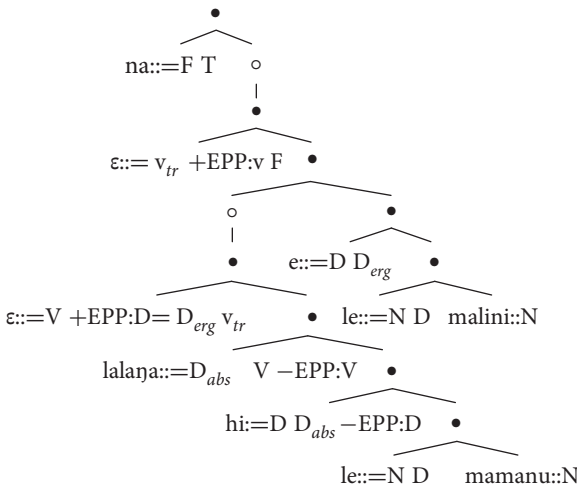 na::=F T
ε::= v_tr +EPP:v F
e::=D D_erg
ε::=V +EPP:D= D_erg v_tr
le::=N D malini::N
lalaŋa::=D_abs V −EPP:V
hi:=D D_abs −EPP:D
le::=N D mamanu::N